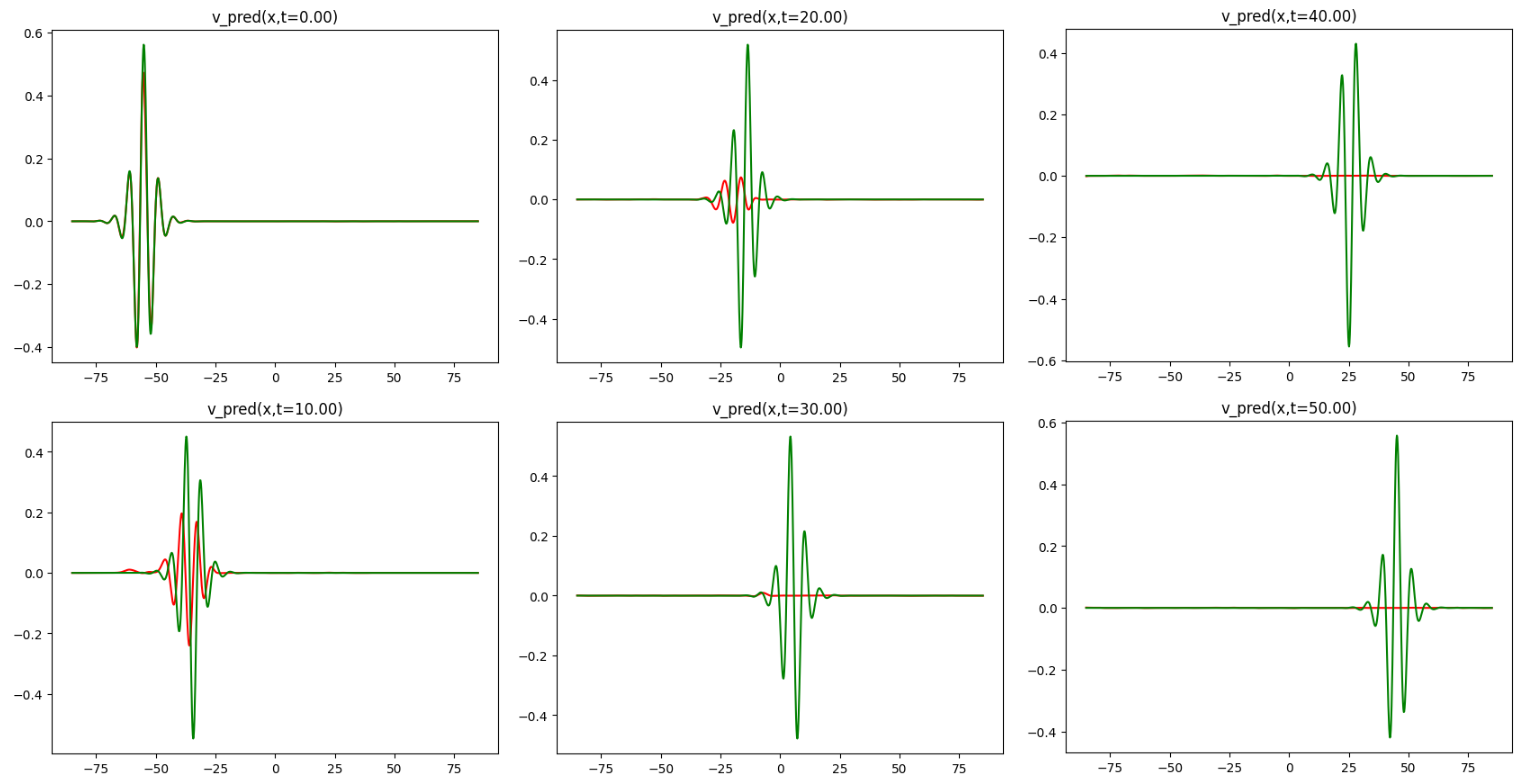 v_pred(x,t=0.00)
0.6
0.4
0.2
0.0
−0.2
−0.4
−75 −50 −25 0 25 50 75
v_pred(x,t=20.00)
0.4
0.2
0.0
−0.2
−0.4
−75 −50 −25 0 25 50 75
v_pred(x,t=40.00)
0.4
0.2
0.0
−0.2
−0.4
−0.6
−75 −50 −25 0 25 50 75
v_pred(x,t=10.00)
0.4
0.2
0.0
−0.2
−0.4
−75 −50 −25 0 25 50 75
v_pred(x,t=30.00)
0.4
0.2
0.0
−0.2
−0.4
−75 −50 −25 0 25 50 75
v_pred(x,t=50.00)
0.6
0.4
0.2
0.0
−0.2
−0.4
−75 −50 −25 0 25 50 75